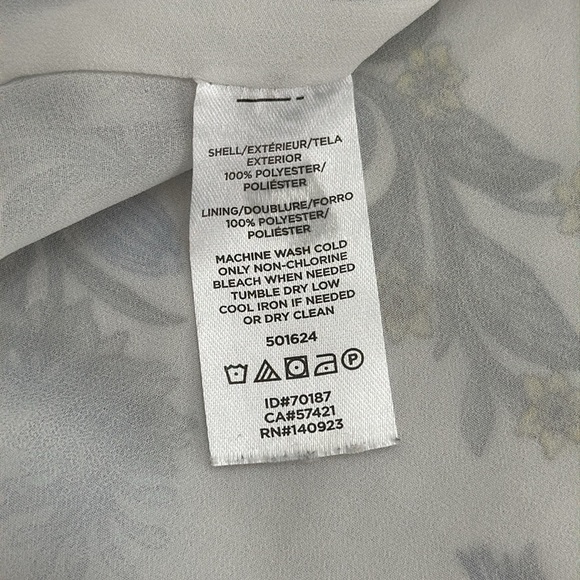 SHELL/EXTÉRIEUR/TELA
EXTERIOR
100% POLYESTER/
POLIÉSTER
LINING/DOUBLURE/FORRO
100% POLYESTER/
POLIÉSTER
MACHINE WASH COLD
ONLY NON-CHLORINE
BLEACH WHEN NEEDED
TUMBLE DRY LOW
COOL IRON IF NEEDED
OR DRY CLEAN
501624
P
ID#70187
CA#57421
RN#140923